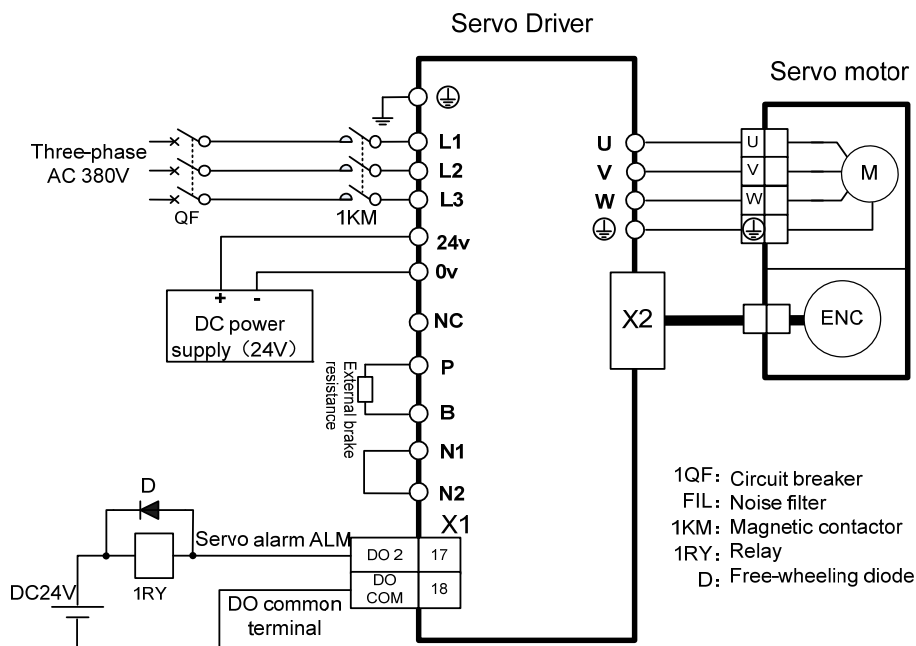 Servo Driver
Servo motor
Three-phase
AC 380V
QF
1KM
L1
L2
L3
24v
0v
+ -
DC power
supply（24V）
NC
P
B
External brake
resistance
N1
N2
X1
U
V
W
U
V
W
M
X2
ENC
D
Servo alarm ALM
DO 2
17
DO
COM
18
DC24V
1RY
DO common
terminal
1QF: Circuit breaker
FIL: Noise filter
1KM: Magnetic contactor
1RY: Relay
D: Free-wheeling diode